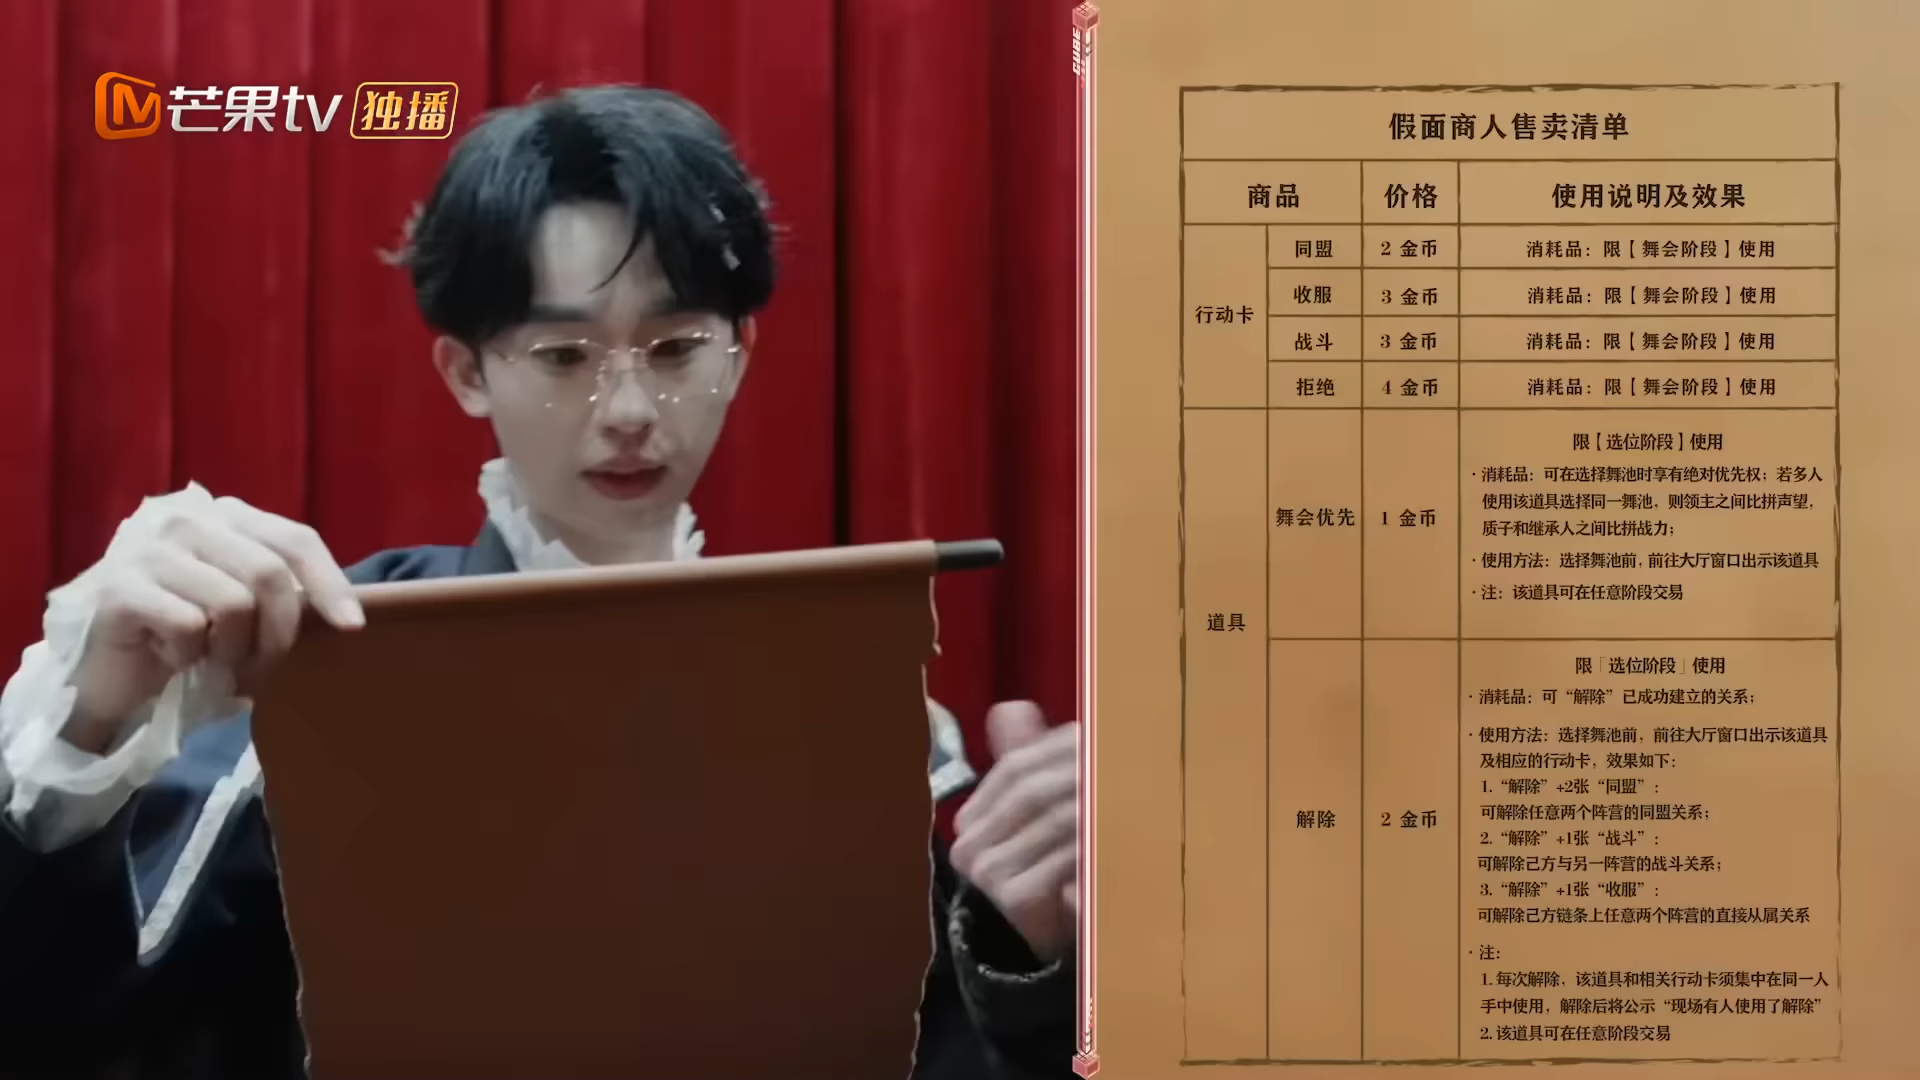 芒果tv 独播
CUBE
假面商人售卖清单
商品 价格 使用说明及效果
行动卡
同盟 2 金币 消耗品：限【舞会阶段】使用
收服 3 金币 消耗品：限【舞会阶段】使用
战斗 3 金币 消耗品：限【舞会阶段】使用
拒绝 4 金币 消耗品：限【舞会阶段】使用
道具
舞会优先 1 金币
限【选位阶段】使用
·消耗品：可在选择舞池时享有绝对优先权；若多人
使用该道具选择同一舞池，则领主之间比拼声望，
质子和继承人之间比拼战力；
·使用方法：选择舞池前，前往大厅窗口出示该道具
·注：该道具可在任意阶段交易
解除 2 金币
限「选位阶段」使用
·消耗品：可“解除”已成功建立的关系；
·使用方法：选择舞池前，前往大厅窗口出示该道具
及相应的行动卡，效果如下：
1.“解除”+2张“同盟”：
可解除任意两个阵营的同盟关系；
2.“解除”+1张“战斗”：
可解除己方与另一阵营的战斗关系；
3.“解除”+1张“收服”：
可解除己方链条上任意两个阵营的直接从属关系
·注：
1.每次解除，该道具和相关行动卡须集中在同一人
手中使用，解除后将公示“现场有人使用了解除”
2.该道具可在任意阶段交易